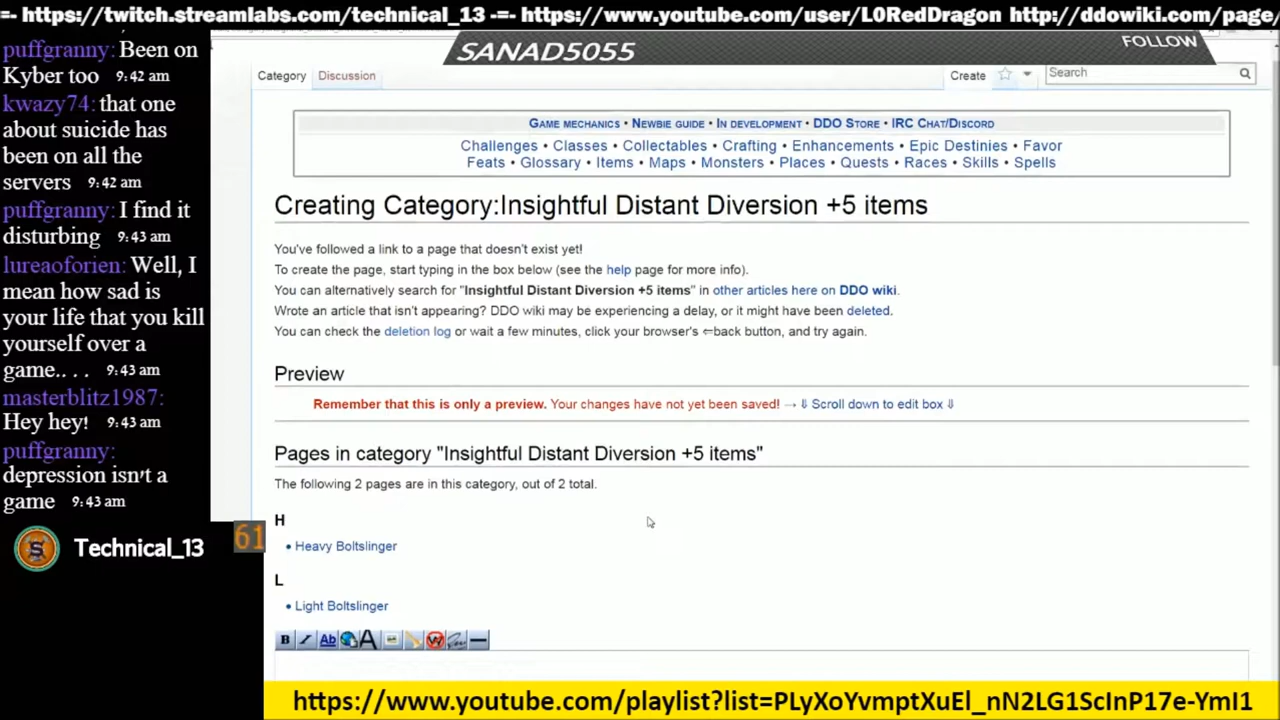 =- https://twitch.streamlabs.com/technical_13 -=- https://www.youtube.com/user/L0RedDragon http://ddowiki.com/page/
puffgranny: Been on
Kyber too 9:42 am
kwazy74: that one
about suicide has
been on all the
servers 9:42 am
puffgranny: I find it
disturbing 9:43 am
lureaoforien: Well, I
mean how sad is
your life that you kill
yourself over a
game.... 9:43 am
masterblitz1987:
Hey hey! 9:43 am
puffgranny:
depression isn't a
game 9:43 am
Technical_13
61
SANAD5055
FOLLOW
Category Discussion Create Search
Game mechanics • Newbie guide • In development • DDO Store • IRC Chat/Discord
Challenges • Classes • Collectables • Crafting • Enhancements • Epic Destinies • Favor
Feats • Glossary • Items • Maps • Monsters • Places • Quests • Races • Skills • Spells
Creating Category:Insightful Distant Diversion +5 items
You've followed a link to a page that doesn't exist yet!
To create the page, start typing in the box below (see the help page for more info).
You can alternatively search for "Insightful Distant Diversion +5 items" in other articles here on DDO wiki.
Wrote an article that isn't appearing? DDO wiki may be experiencing a delay, or it might have been deleted.
You can check the deletion log or wait a few minutes, click your browser's ⇐back button, and try again.
Preview
Remember that this is only a preview. Your changes have not yet been saved! → ⇓ Scroll down to edit box ⇓
Pages in category "Insightful Distant Diversion +5 items"
The following 2 pages are in this category, out of 2 total.
H
• Heavy Boltslinger
L
• Light Boltslinger
B I Ab A W
https://www.youtube.com/playlist?list=PLyXoYvmptXuEl_nN2LG1ScInP17e-YmI1